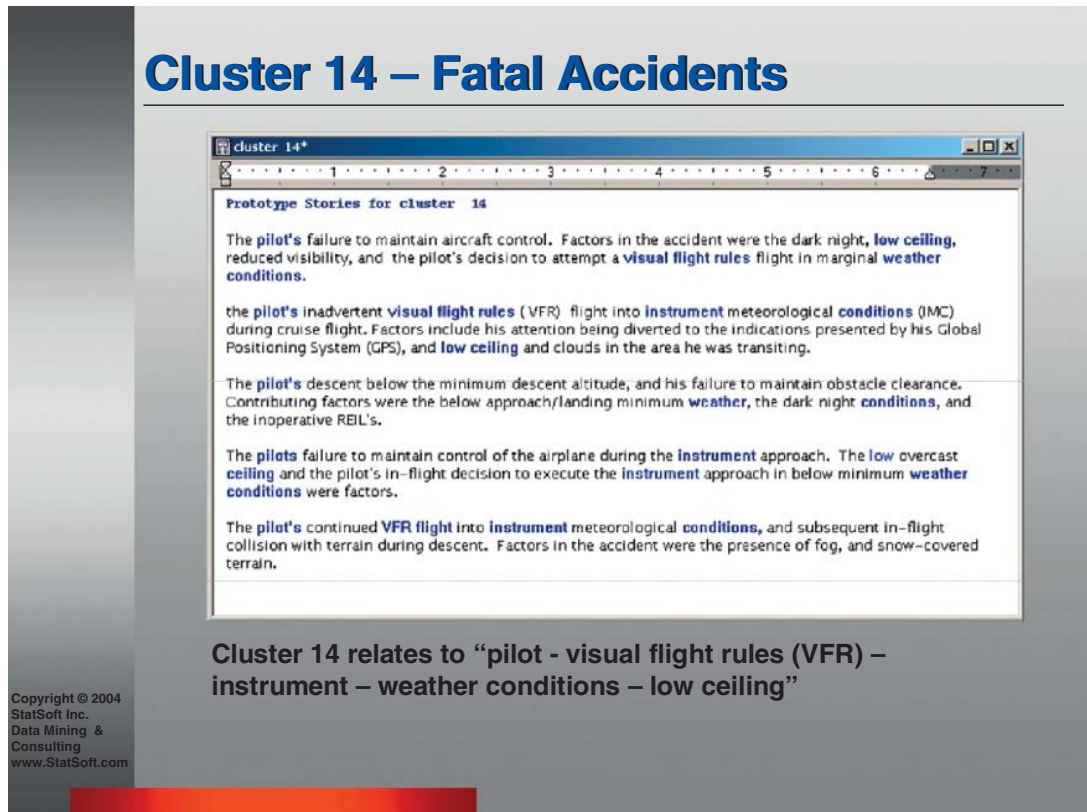 Cluster 14 – Fatal Accidents
cluster 14*
1 2 3 4 5 6 7
Prototype Stories for cluster 14
The pilot's failure to maintain aircraft control. Factors in the accident were the dark night, low ceiling,
reduced visibility, and the pilot's decision to attempt a visual flight rules flight in marginal weather
conditions.
the pilot's inadvertent visual flight rules (VFR) flight into instrument meteorological conditions (IMC)
during cruise flight. Factors include his attention being diverted to the indications presented by his Global
Positioning System (GPS), and low ceiling and clouds in the area he was transiting.
The pilot's descent below the minimum descent altitude, and his failure to maintain obstacle clearance.
Contributing factors were the below approach/landing minimum weather, the dark night conditions, and
the inoperative REIL's.
The pilots failure to maintain control of the airplane during the instrument approach. The low overcast
ceiling and the pilot's in-flight decision to execute the instrument approach in below minimum weather
conditions were factors.
The pilot's continued VFR flight into instrument meteorological conditions, and subsequent in-flight
collision with terrain during descent. Factors in the accident were the presence of fog, and snow-covered
terrain.
Cluster 14 relates to “pilot - visual flight rules (VFR) –
instrument – weather conditions – low ceiling”
Copyright © 2004
StatSoft Inc.
Data Mining &
Consulting
www.StatSoft.com